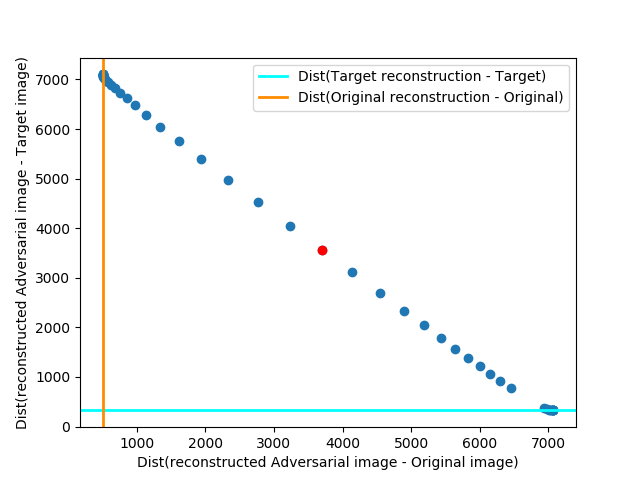 Dist(Target reconstruction - Target)
Dist(Original reconstruction - Original)
Dist(reconstructed Adversarial image - Target image)
7000
6000
5000
4000
3000
2000
1000
0
1000 2000 3000 4000 5000 6000 7000
Dist(reconstructed Adversarial image - Original image)